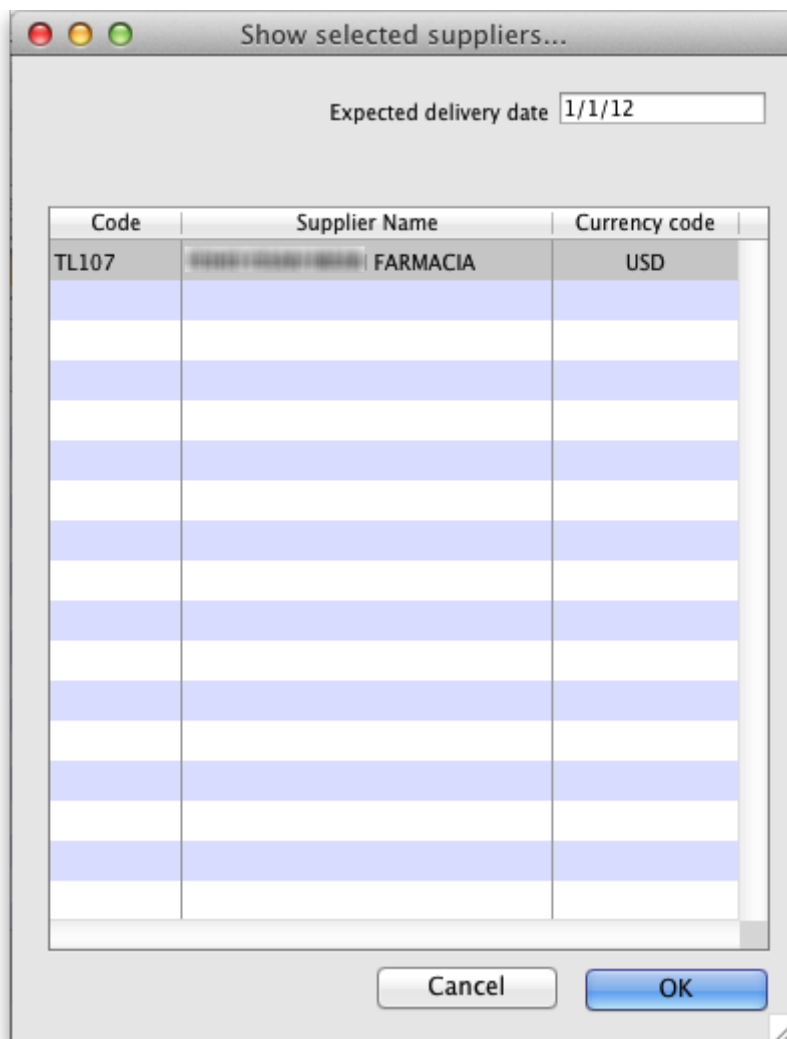 Show selected suppliers...
Expected delivery date 1/1/12
Code Supplier Name Currency code
TL107 FARMACIA USD
Cancel OK